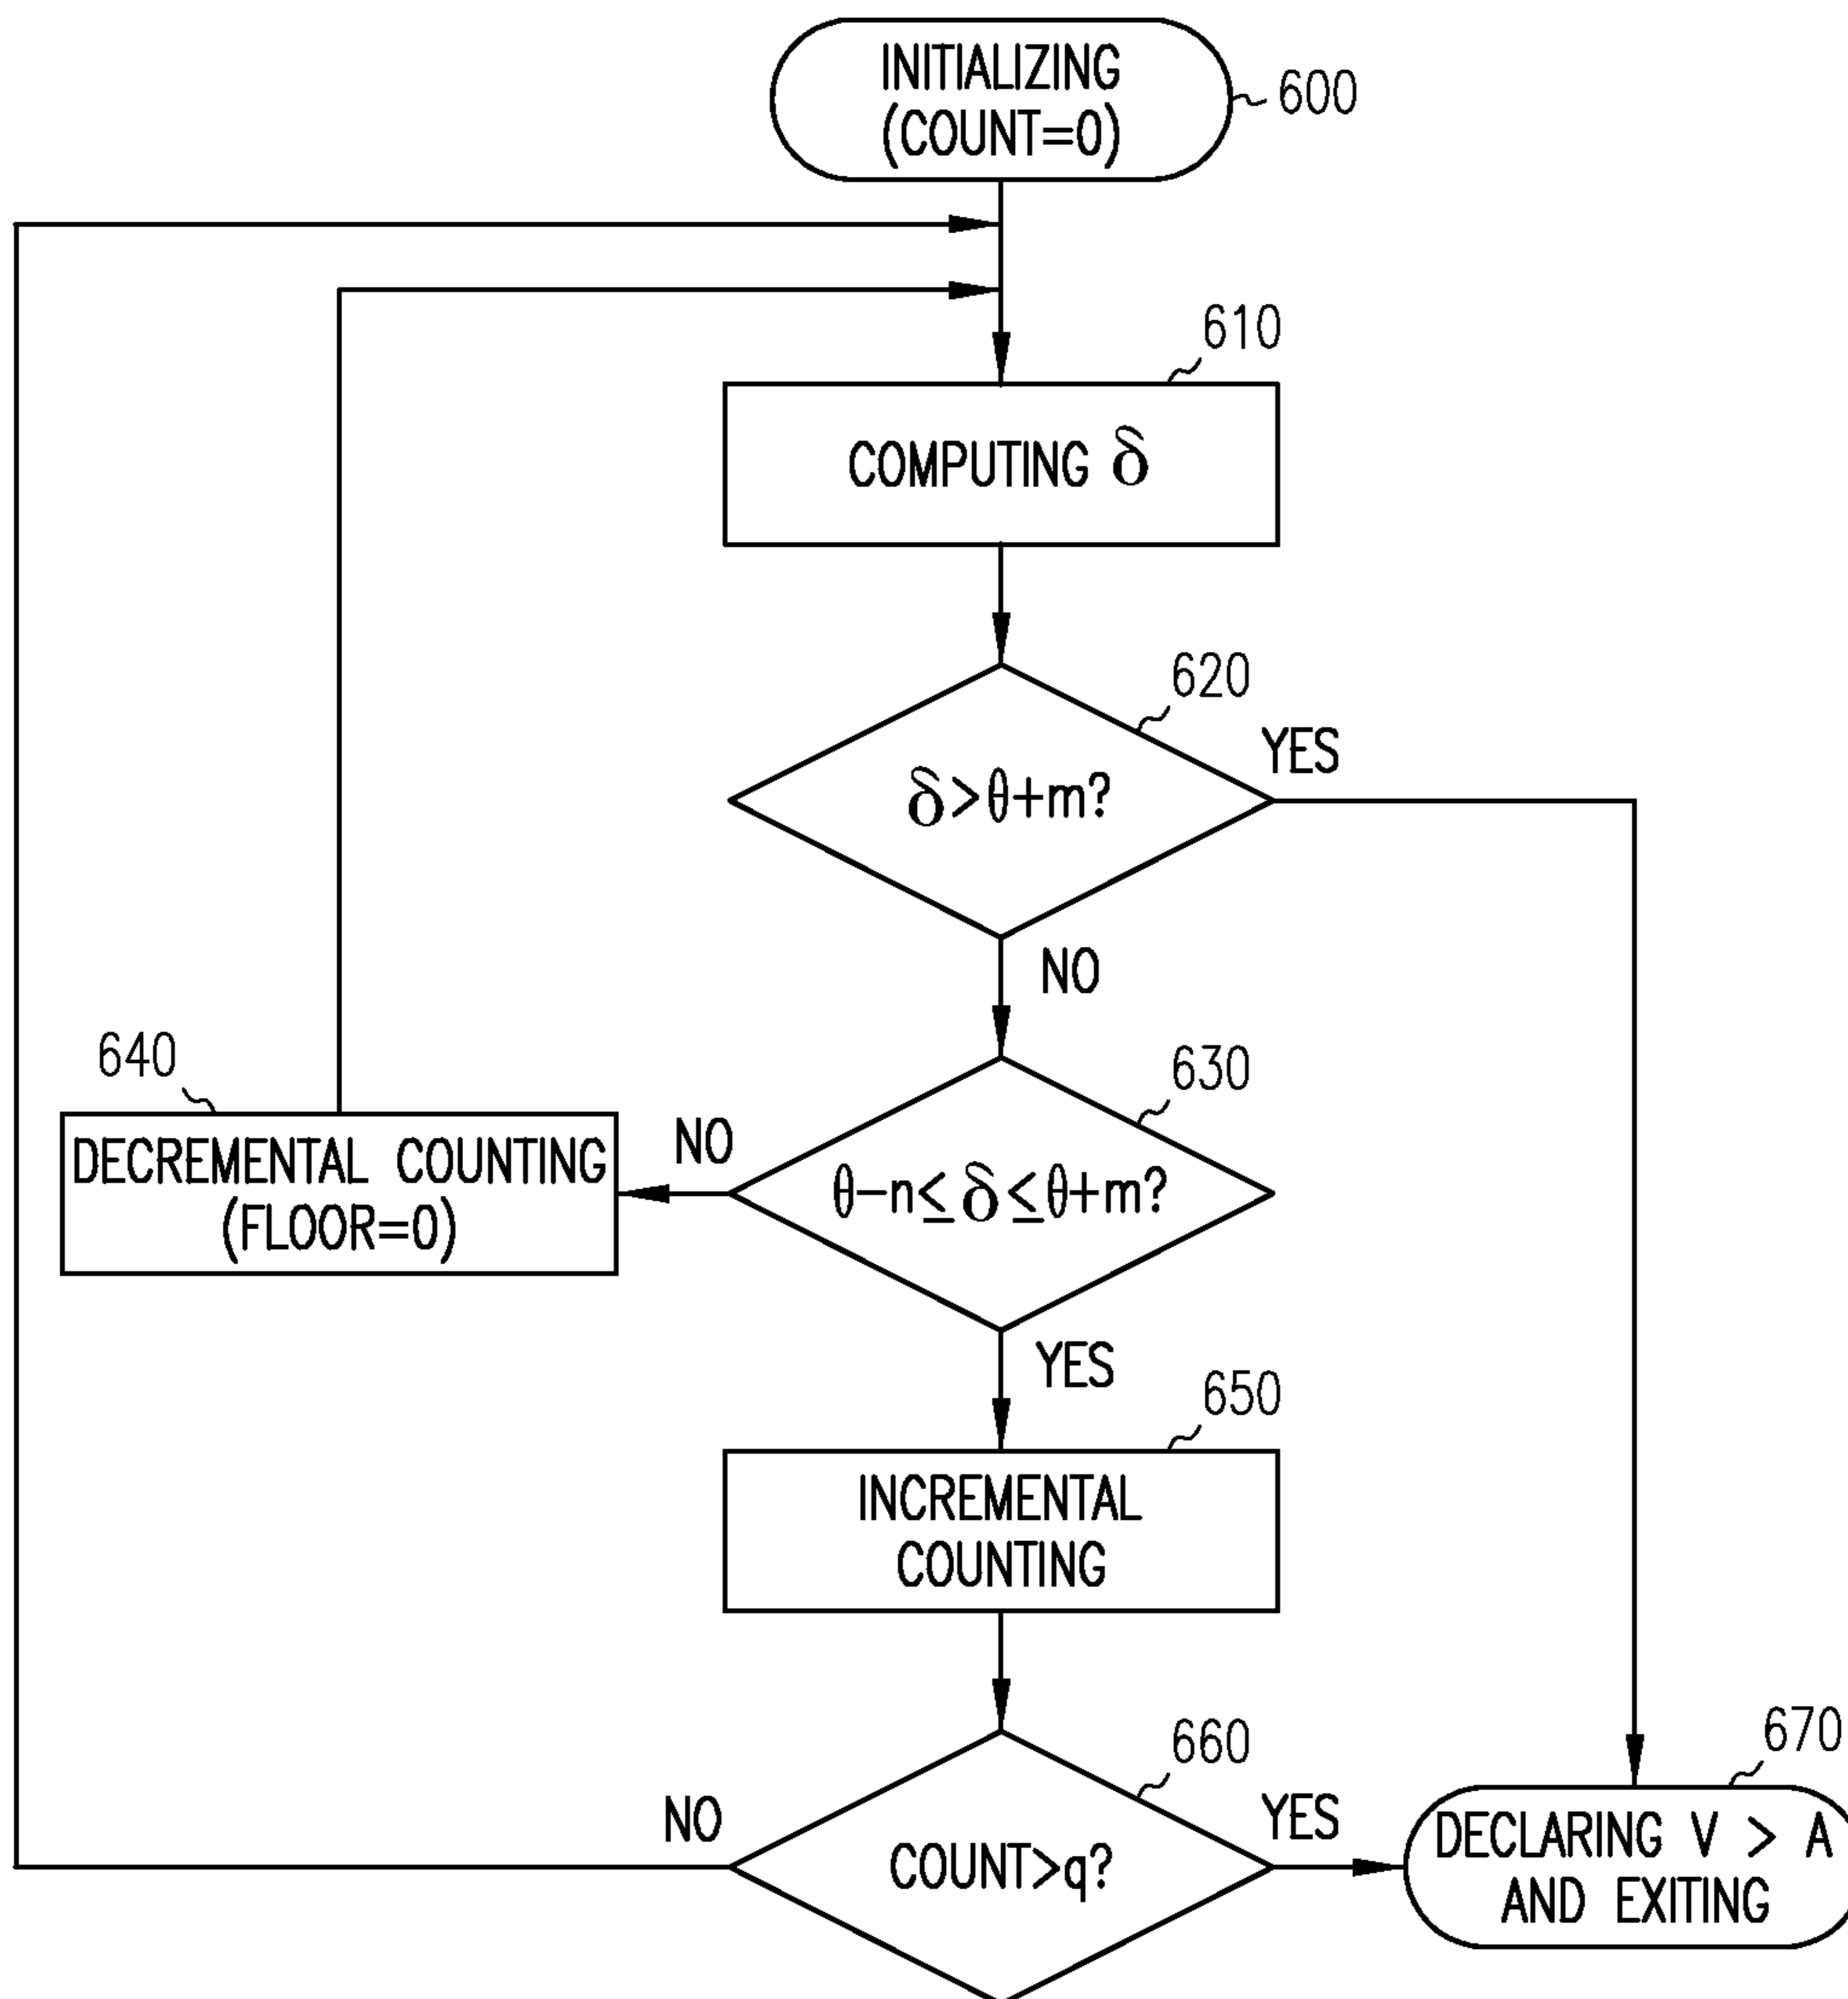 INITIALIZING
(COUNT=0)
600
610
COMPUTING δ
620
YES
δ>θ+m?
NO
640
630
DECREMENTAL COUNTING
(FLOOR=0)
NO
θ−n≤δ≤θ+m?
YES
650
INCREMENTAL
COUNTING
660
670
NO
YES
COUNT>q?
DECLARING V > A
AND EXITING